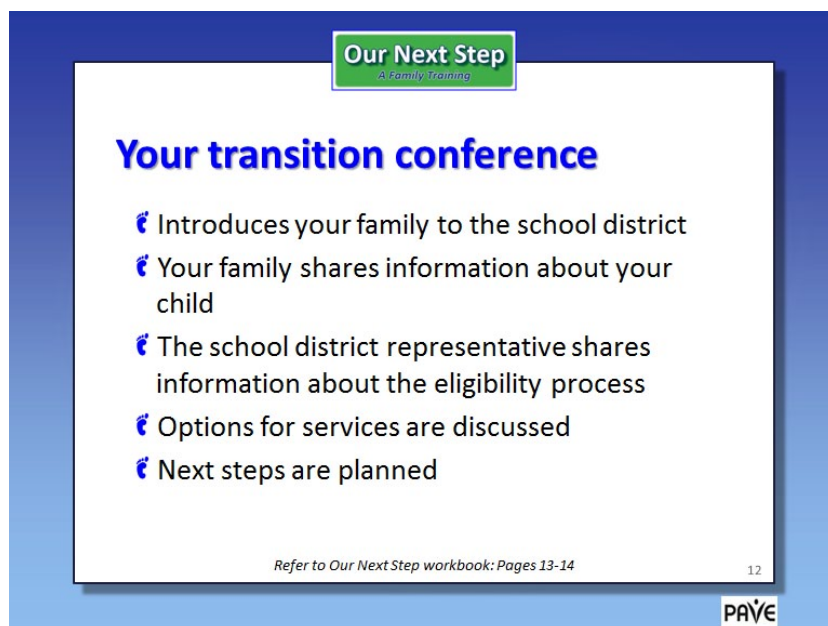 Our Next Step
A Family Training
Your transition conference
Introduces your family to the school district
Your family shares information about your
child
The school district representative shares
information about the eligibility process
Options for services are discussed
Next steps are planned
Refer to Our Next Step workbook: Pages 13-14
12
PAVE